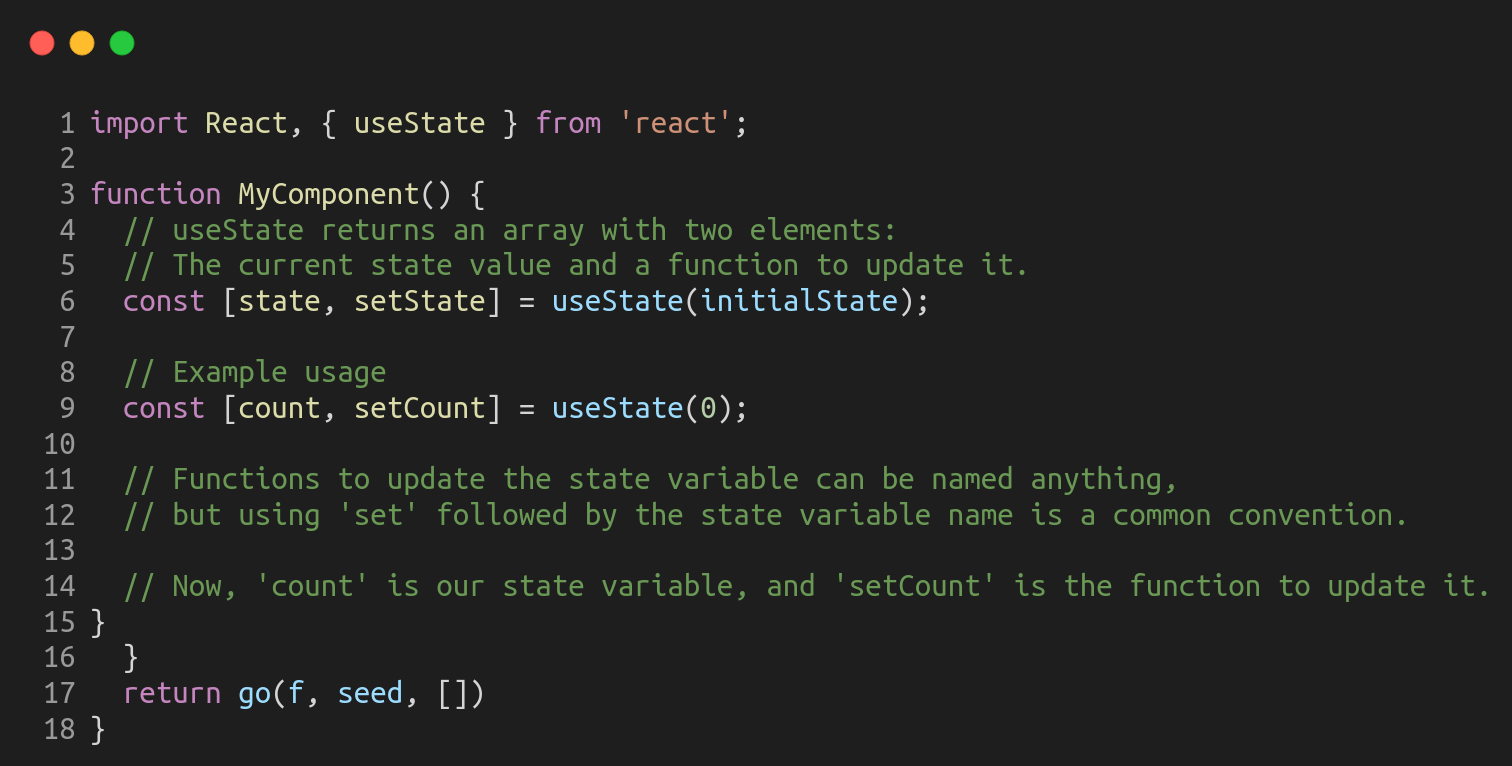 1 import React, { useState } from 'react';
2
3 function MyComponent() {
4   // useState returns an array with two elements:
5   // The current state value and a function to update it.
6   const [state, setState] = useState(initialState);
7
8   // Example usage
9   const [count, setCount] = useState(0);
10
11   // Functions to update the state variable can be named anything,
12   // but using 'set' followed by the state variable name is a common convention.
13
14   // Now, 'count' is our state variable, and 'setCount' is the function to update it.
15 }
16   }
17   return go(f, seed, [])
18 }